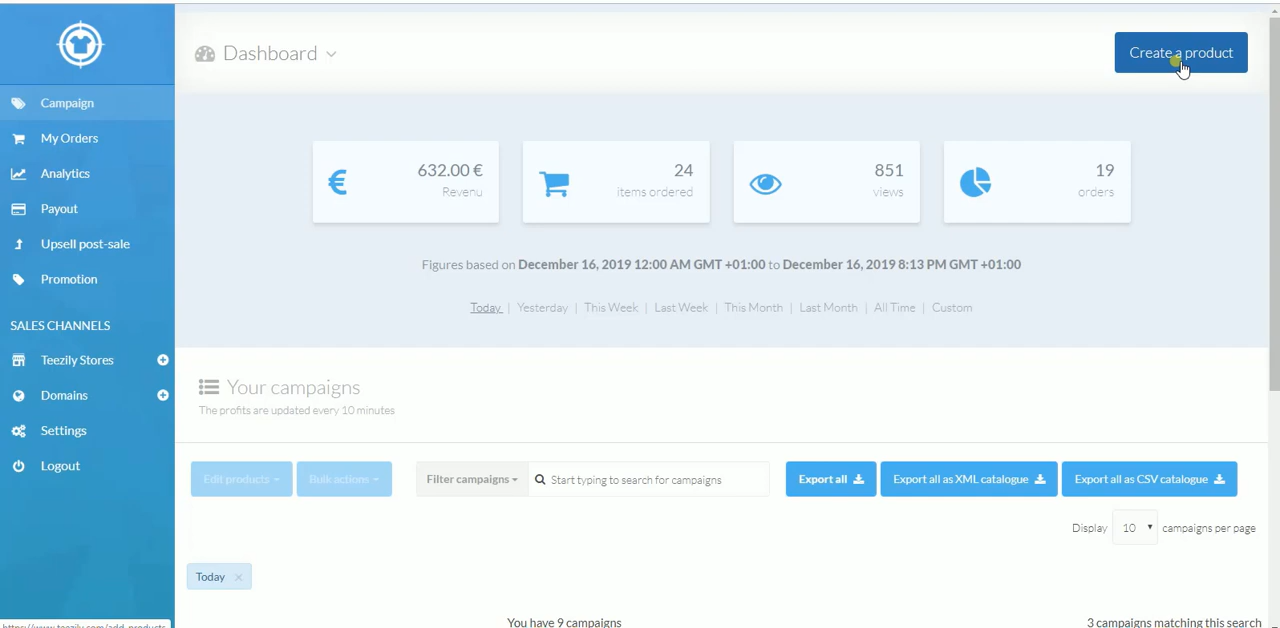 Dashboard
Create a product
Campaign
My Orders
Analytics
Payout
Upsell post-sale
Promotion
SALES CHANNELS
Teezily Stores
Domains
Settings
Logout
632.00 €
Revenu
24
items ordered
851
views
19
orders
Figures based on December 16, 2019 12:00 AM GMT +01:00 to December 16, 2019 8:13 PM GMT +01:00
Today | Yesterday | This Week | Last Week | This Month | Last Month | All Time | Custom
Your campaigns
The profits are updated every 10 minutes
Edit products
Bulk actions
Filter campaigns
Start typing to search for campaigns
Export all
Export all as XML catalogue
Export all as CSV catalogue
Display 10 campaigns per page
Today ×
You have 9 campaigns
3 campaigns matching this search
https://www.teezily.com/add_products